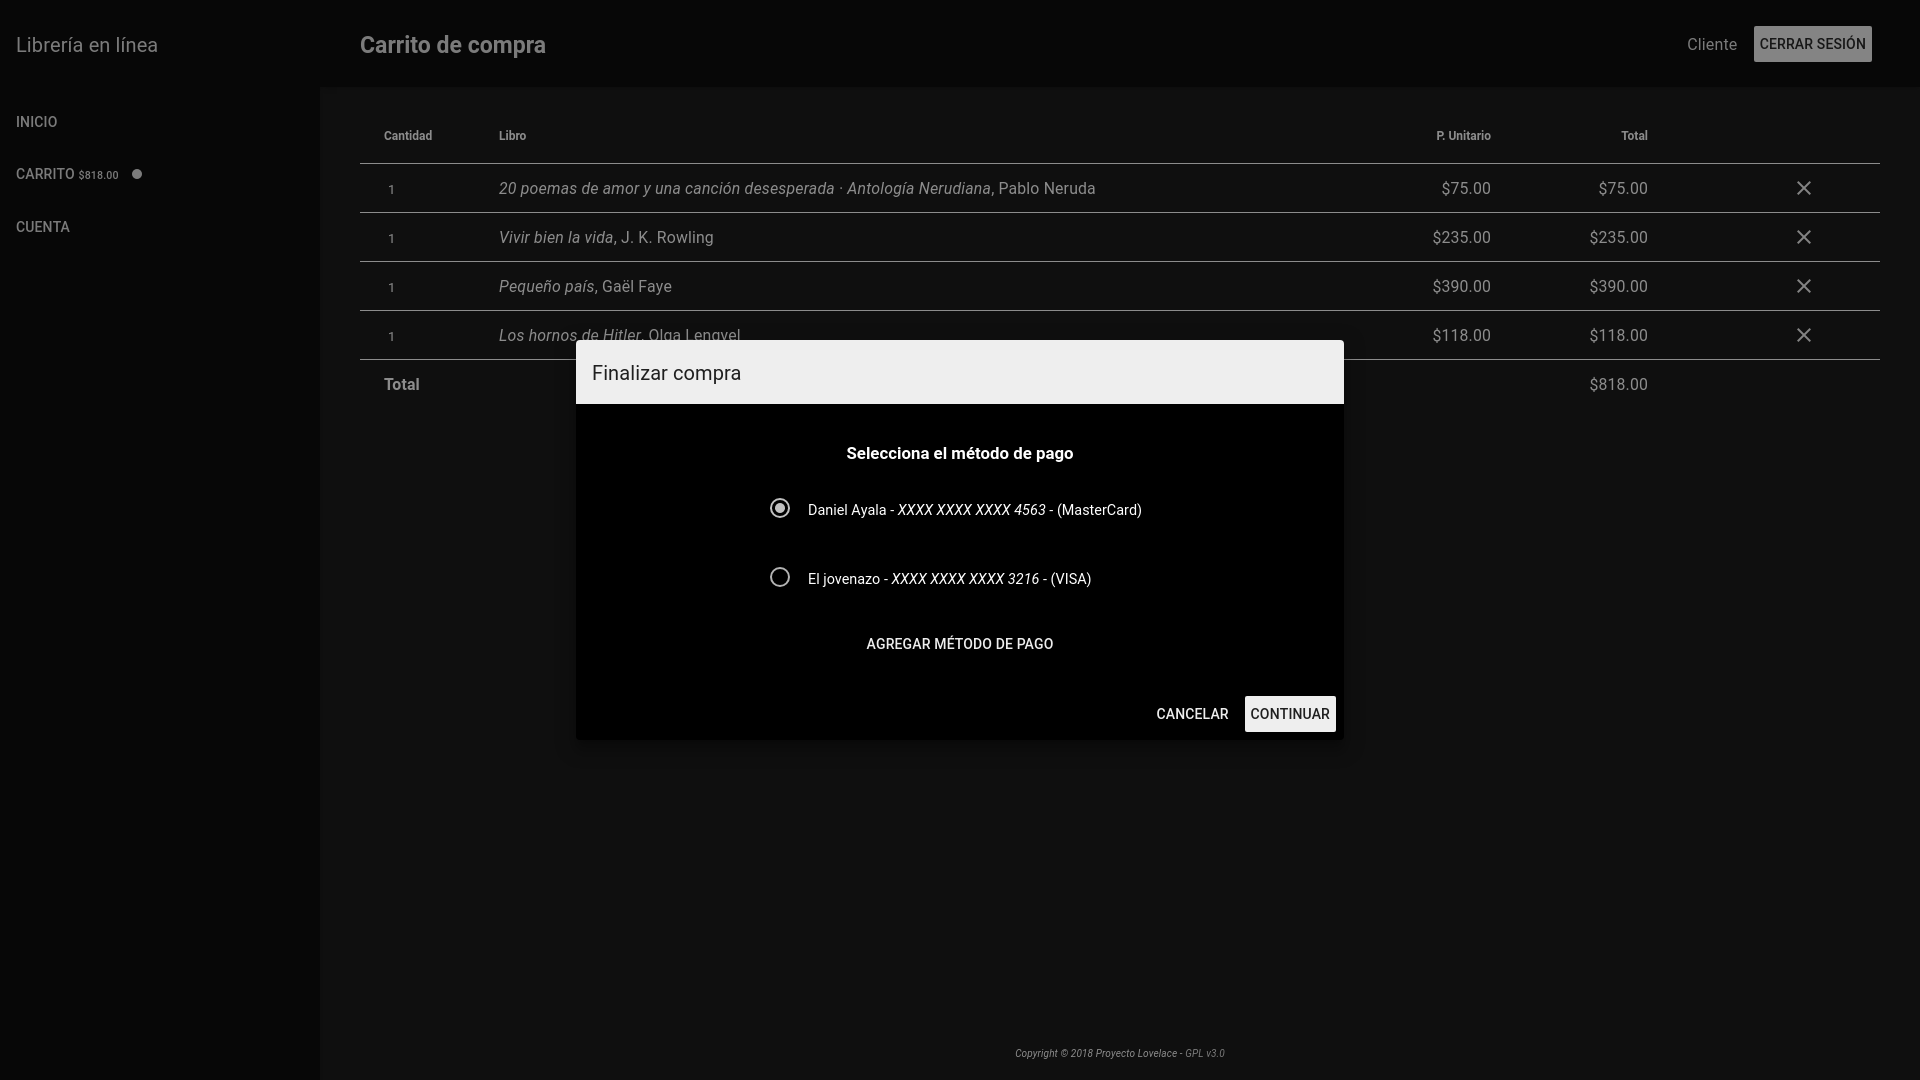 Librería en línea
Carrito de compra
Cliente
CERRAR SESIÓN
INICIO
CARRITO $818.00
CUENTA
Cantidad Libro P. Unitario Total
1 20 poemas de amor y una canción desesperada · Antología Nerudiana, Pablo Neruda $75.00 $75.00
1 Vivir bien la vida, J. K. Rowling $235.00 $235.00
1 Pequeño país, Gaël Faye $390.00 $390.00
1 Los hornos de Hitler, Olga Lengyel $118.00 $118.00
Total $818.00
Finalizar compra
Selecciona el método de pago
Daniel Ayala - XXXX XXXX XXXX 4563 - (MasterCard)
El jovenazo - XXXX XXXX XXXX 3216 - (VISA)
AGREGAR MÉTODO DE PAGO
CANCELAR
CONTINUAR
Copyright © 2018 Proyecto Lovelace - GPL v3.0